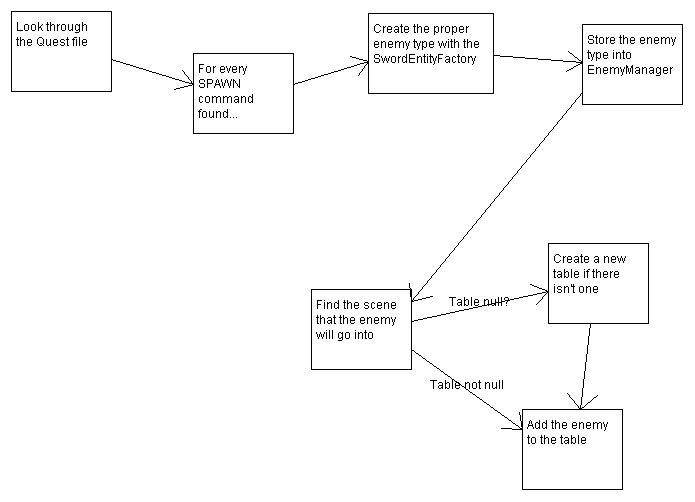 Look through
the Quest file
For every
SPAWN
command
found...
Create the proper
enemy type with the
SwordEntityFactory
Store the enemy
type into
EnemyManager
Find the scene
that the enemy
will go into
Table null?
Create a new
table if there
isn't one
Table not null
Add the enemy
to the table